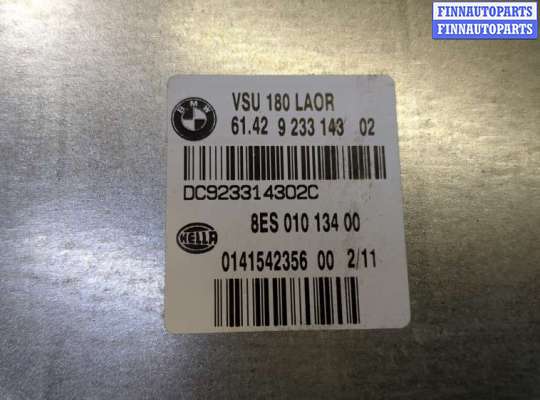 FINNAUTOPARTS
FINNAUTOPARTS
BMW
VSU 180 LAOR
61.42 9 233 143 02
DC923314302C
8ES 010 134 00
HELLA
0141542356 00 2/11